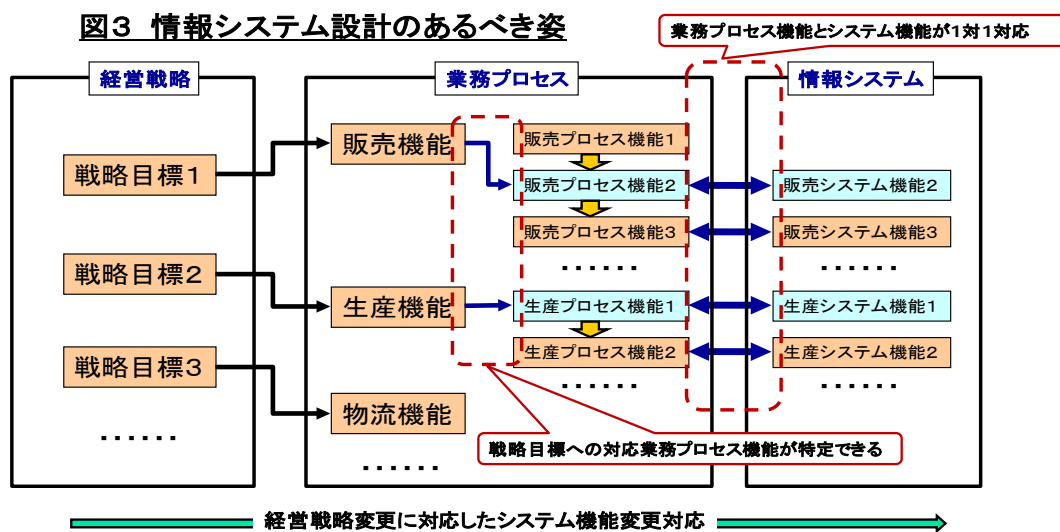 図3 情報システム設計のあるべき姿
業務プロセス機能とシステム機能が1対1対応
経営戦略
業務プロセス
情報システム
戦略目標1
戦略目標2
戦略目標3
・・・・・・
販売機能
生産機能
物流機能
・・・・・・
販売プロセス機能1
販売プロセス機能2
販売プロセス機能3
・・・・・・
生産プロセス機能1
生産プロセス機能2
・・・・・・
販売システム機能2
販売システム機能3
・・・・・・
生産システム機能1
生産システム機能2
・・・・・・
戦略目標への対応業務プロセス機能が特定できる
経営戦略変更に対応したシステム機能変更対応